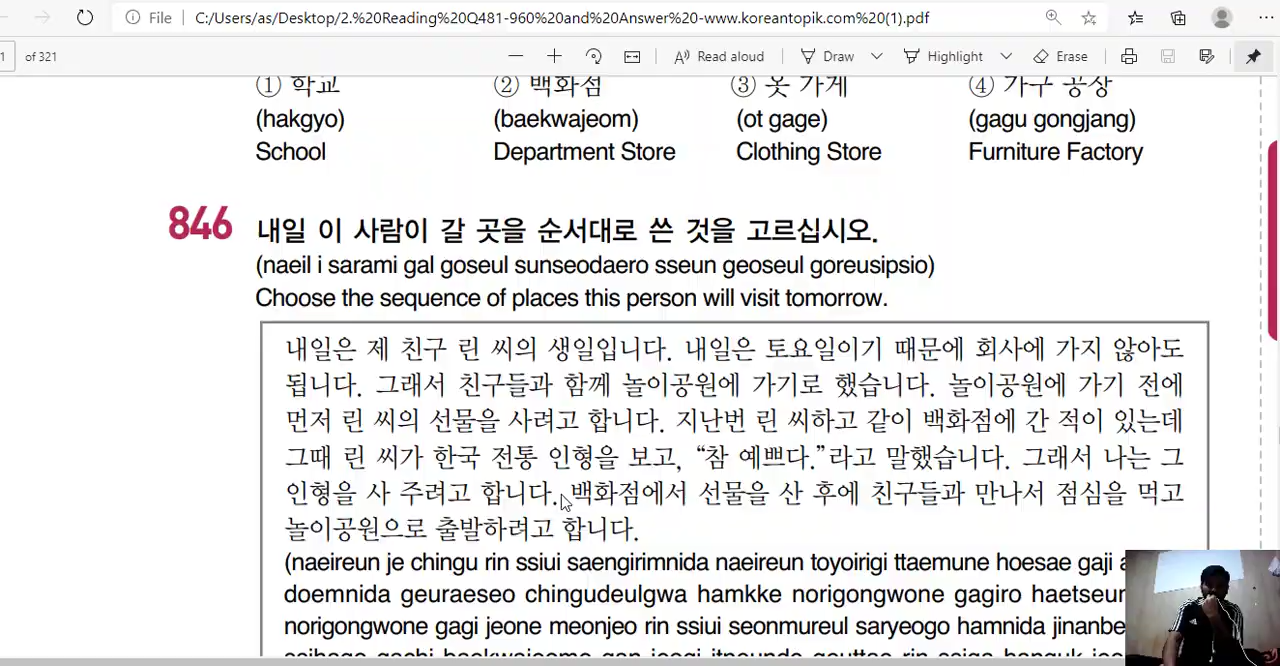 File C:/Users/as/Desktop/2.%20Reading%20Q481-960%20and%20Answer%20-www.koreantopik.com%20(1).pdf
1 of 321 Read aloud Draw Highlight Erase
① 학교 ② 백화점 ③ 옷 가게 ④ 가구 공장
(hakgyo) (baekwajeom) (ot gage) (gagu gongjang)
School Department Store Clothing Store Furniture Factory
846 내일 이 사람이 갈 곳을 순서대로 쓴 것을 고르십시오.
(naeil i sarami gal goseul sunseodaero sseun geoseul goreusipsio)
Choose the sequence of places this person will visit tomorrow.
내일은 제 친구 린 씨의 생일입니다. 내일은 토요일이기 때문에 회사에 가지 않아도
됩니다. 그래서 친구들과 함께 놀이공원에 가기로 했습니다. 놀이공원에 가기 전에
먼저 린 씨의 선물을 사려고 합니다. 지난번 린 씨하고 같이 백화점에 간 적이 있는데
그때 린 씨가 한국 전통 인형을 보고, “참 예쁘다.”라고 말했습니다. 그래서 나는 그
인형을 사 주려고 합니다. 백화점에서 선물을 산 후에 친구들과 만나서 점심을 먹고
놀이공원으로 출발하려고 합니다.
(naeireun je chingu rin ssiui saengirimnida naeireun toyoirigi ttaemune hoesae gaji
doemnida geuraeseo chingudeulgwa hamkke norigongwone gagiro
norigongwone gagi jeone meonjeo rin ssiui seonmureul saryeogo hamnida